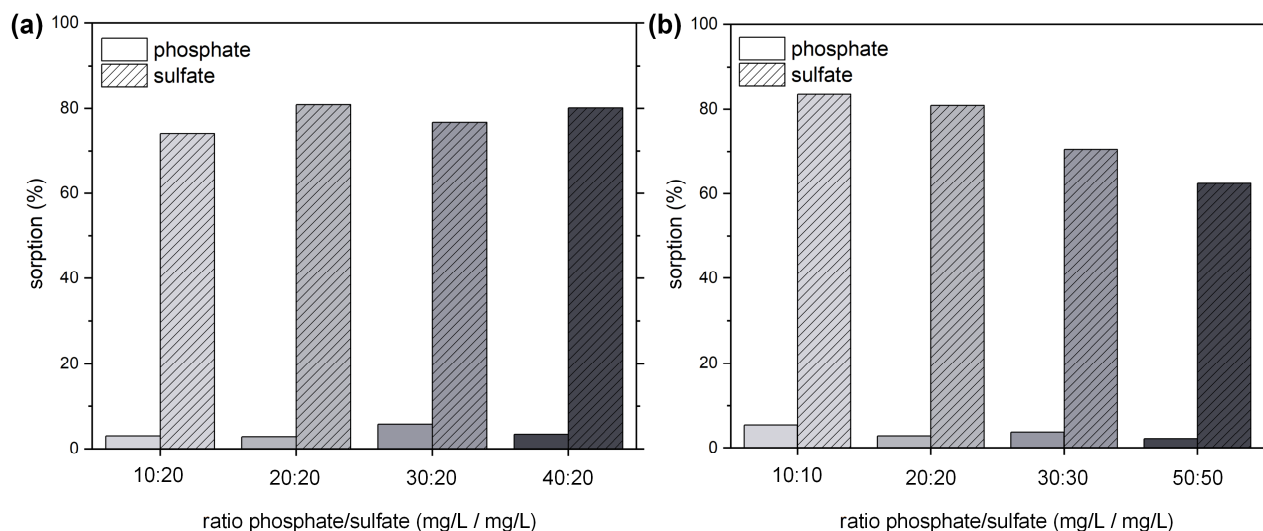 (a)
phosphate
sulfate
100
80
60
40
20
0
sorption (%)
10:20 20:20 30:20 40:20
ratio phosphate/sulfate (mg/L / mg/L)
(b)
phosphate
sulfate
100
80
60
40
20
0
sorption (%)
10:10 20:20 30:30 50:50
ratio phosphate/sulfate (mg/L / mg/L)